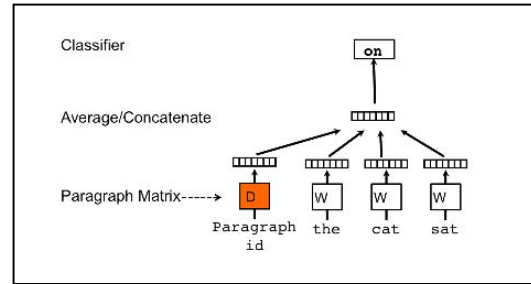 Classifier
on
Average/Concatenate
Paragraph Matrix
D
W
W
W
Paragraph
id
the
cat
sat